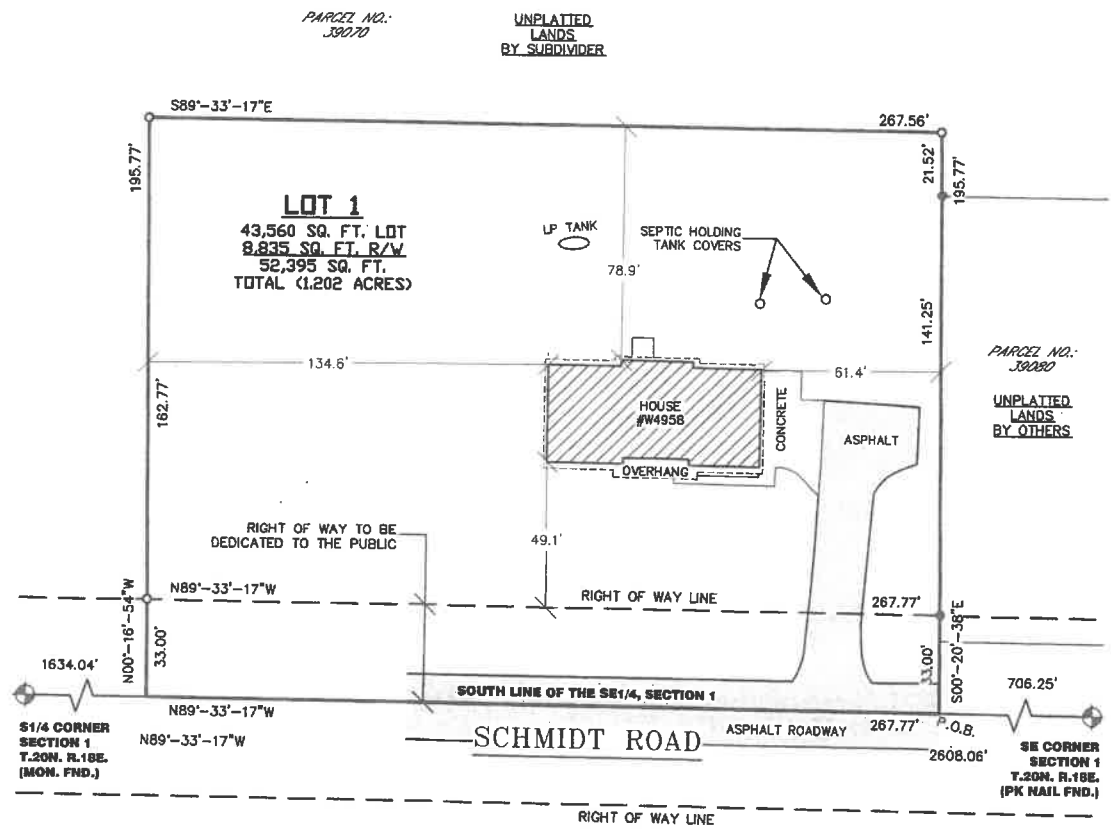 PARCEL NO.:
39070
UNPLATTED
LANDS
BY SUBDIVIDER
S89°-33'-17"E
267.56'
195.77'
21.52'
195.77'
LOT 1
43,560 SQ. FT. LOT
8,835 SQ. FT. R/W
52,395 SQ. FT.
TOTAL (1.202 ACRES)
LP TANK
SEPTIC HOLDING
TANK COVERS
78.9'
141.25'
134.6'
61.4'
162.77'
PARCEL NO.:
39080
UNPLATTED
LANDS
BY OTHERS
HOUSE
#W4958
CONCRETE
ASPHALT
OVERHANG
RIGHT OF WAY TO BE
DEDICATED TO THE PUBLIC
49.1'
N89°-33'-17"W
RIGHT OF WAY LINE
267.77'
N00°-16'-54"W
33.00'
33.00'
S00°-20'-38"E
1634.04'
706.25'
SOUTH LINE OF THE SE1/4, SECTION 1
N89°-33'-17"W
ASPHALT ROADWAY
267.77'
P.O.B.
S1/4 CORNER
SECTION 1
T.20N. R.18E.
(MON. FND.)
N89°-33'-17"W
SCHMIDT ROAD
2608.06'
SE CORNER
SECTION 1
T.20N. R.18E.
(PK NAIL FND.)
RIGHT OF WAY LINE